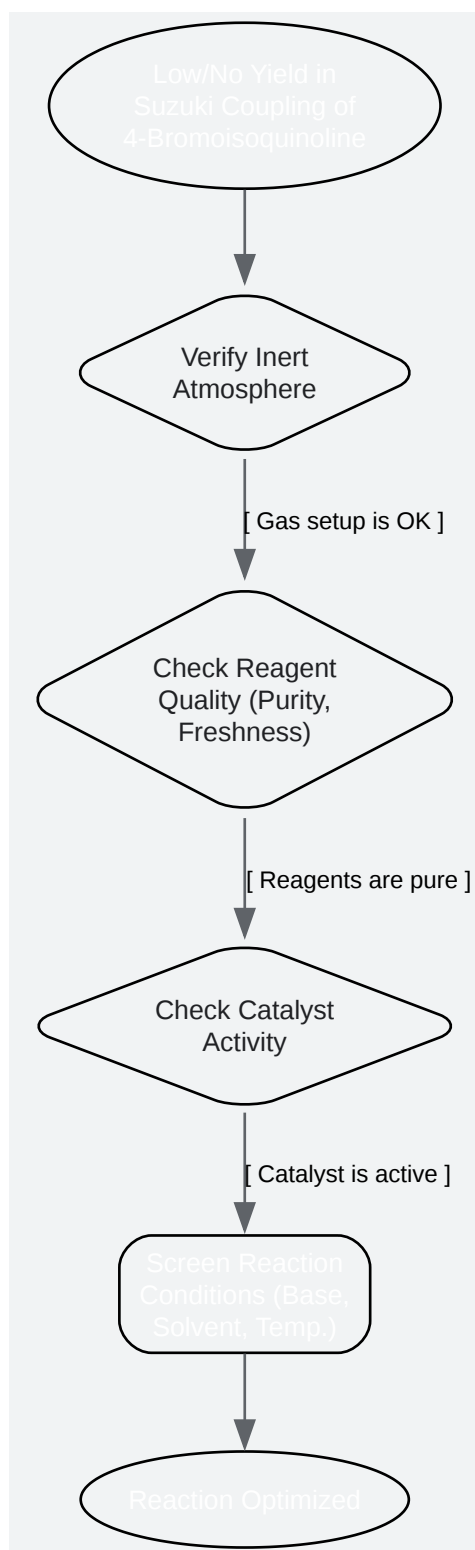 Low/No Yield in
Suzuki Coupling of
4-Bromoisoquinoline
Verify Inert
Atmosphere
[ Gas setup is OK ]
Check Reagent
Quality (Purity,
Freshness)
[ Reagents are pure ]
Check Catalyst
Activity
[ Catalyst is active ]
Screen Reaction
Conditions (Base,
Solvent, Temp.)
Reaction Optimized